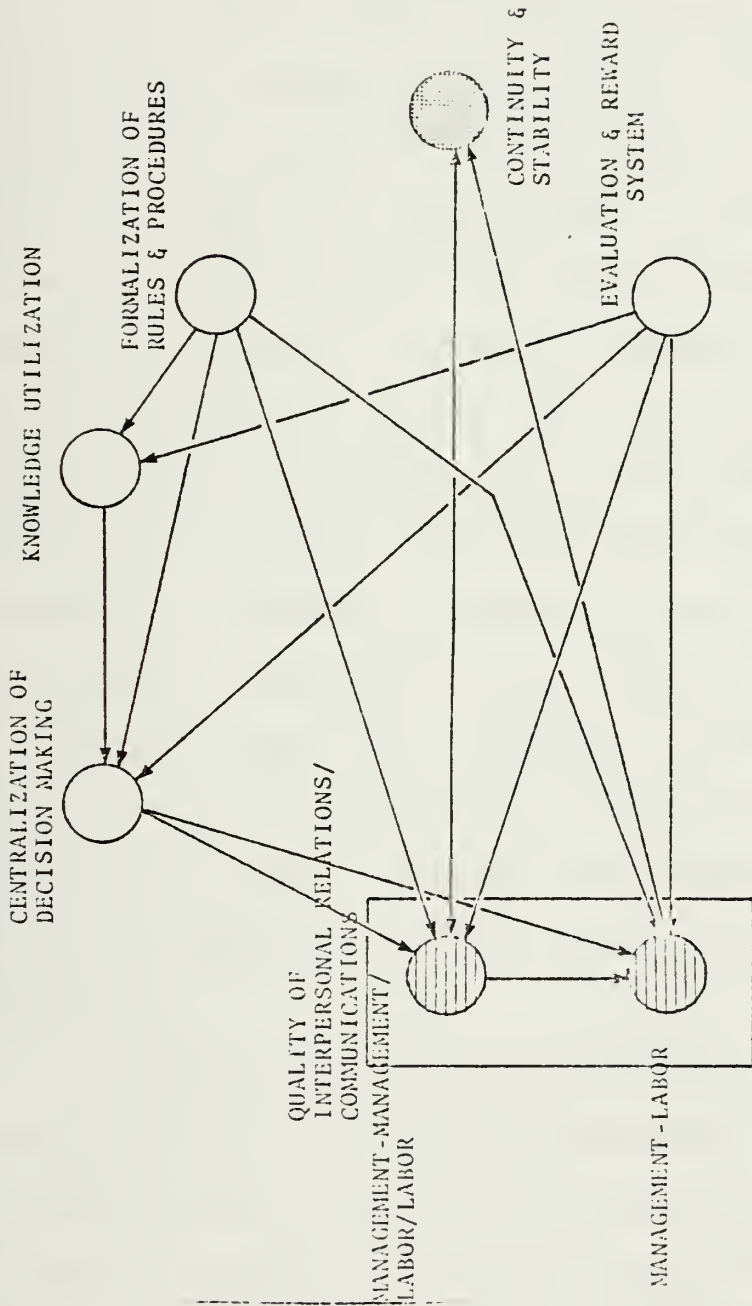 CENTRALIZATION OF
DECISION MAKING
KNOWLEDGE UTILIZATION
FORMALIZATION OF
RULES & PROCEDURES
QUALITY OF
INTERPERSONAL RELATIONS/
COMMUNICATIONS
MANAGEMENT-MANAGEMENT/
LABOR/LABOR
MANAGEMENT-LABOR
CONTINUITY &
STABILITY
EVALUATION & REWARD
SYSTEM